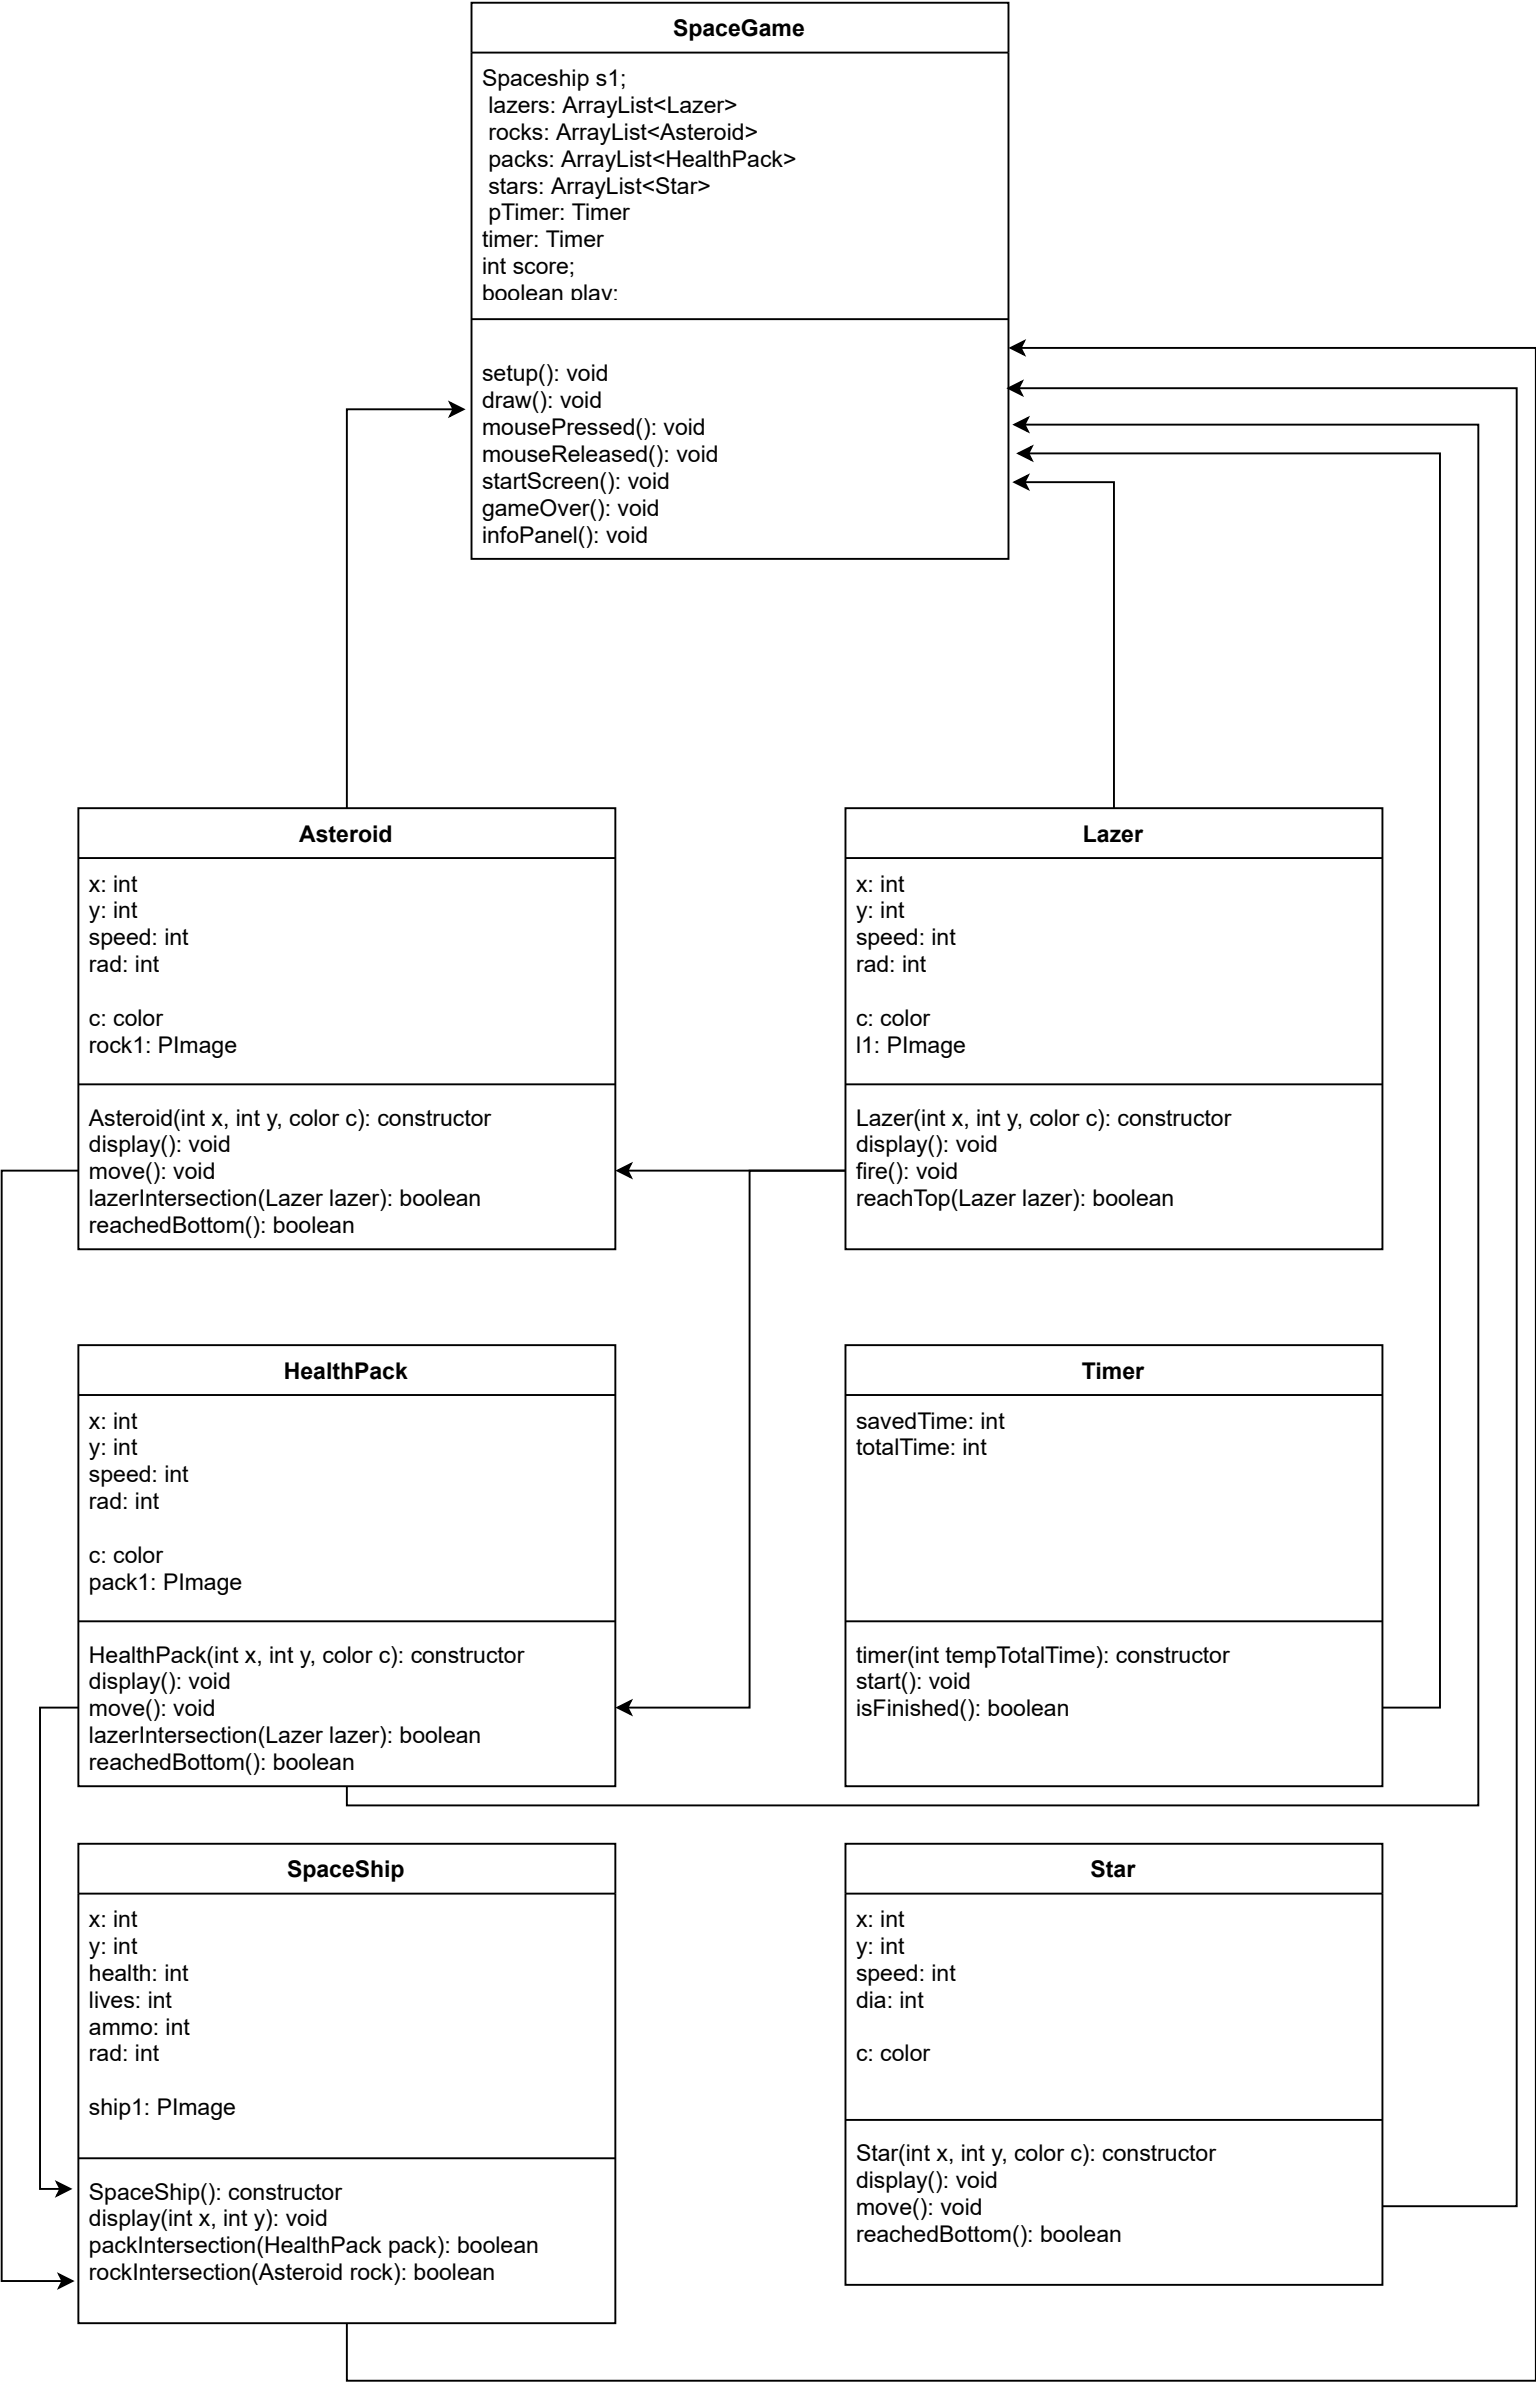 SpaceGame
Spaceship s1;
lazers: ArrayList<Lazer>
rocks: ArrayList<Asteroid>
packs: ArrayList<HealthPack>
stars: ArrayList<Star>
pTimer: Timer
timer: Timer
int score;
boolean play;
setup(): void
draw(): void
mousePressed(): void
mouseReleased(): void
startScreen(): void
gameOver(): void
infoPanel(): void
Asteroid
x: int
y: int
speed: int
rad: int
c: color
rock1: PImage
Asteroid(int x, int y, color c): constructor
display(): void
move(): void
lazerIntersection(Lazer lazer): boolean
reachedBottom(): boolean
Lazer
x: int
y: int
speed: int
rad: int
c: color
l1: PImage
Lazer(int x, int y, color c): constructor
display(): void
fire(): void
reachTop(Lazer lazer): boolean
HealthPack
x: int
y: int
speed: int
rad: int
c: color
pack1: PImage
HealthPack(int x, int y, color c): constructor
display(): void
move(): void
lazerIntersection(Lazer lazer): boolean
reachedBottom(): boolean
Timer
savedTime: int
totalTime: int
timer(int tempTotalTime): constructor
start(): void
isFinished(): boolean
SpaceShip
x: int
y: int
health: int
lives: int
ammo: int
rad: int
ship1: PImage
SpaceShip(): constructor
display(int x, int y): void
packIntersection(HealthPack pack): boolean
rockIntersection(Asteroid rock): boolean
Star
x: int
y: int
speed: int
dia: int
c: color
Star(int x, int y, color c): constructor
display(): void
move(): void
reachedBottom(): boolean